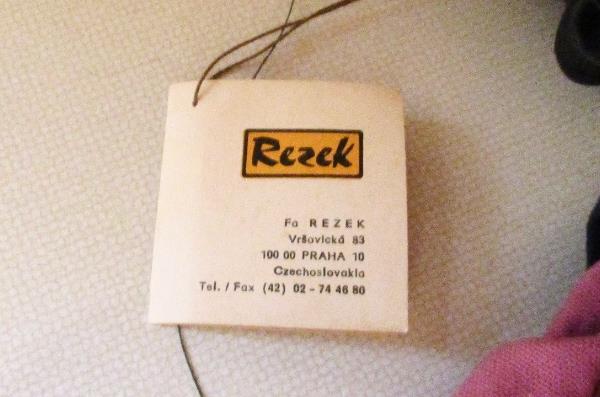 Rezek
Fa REZEK
Vršovická 83
100 00 PRAHA 10
Czechoslovakia
Tel. / Fax (42) 02 - 74 46 80